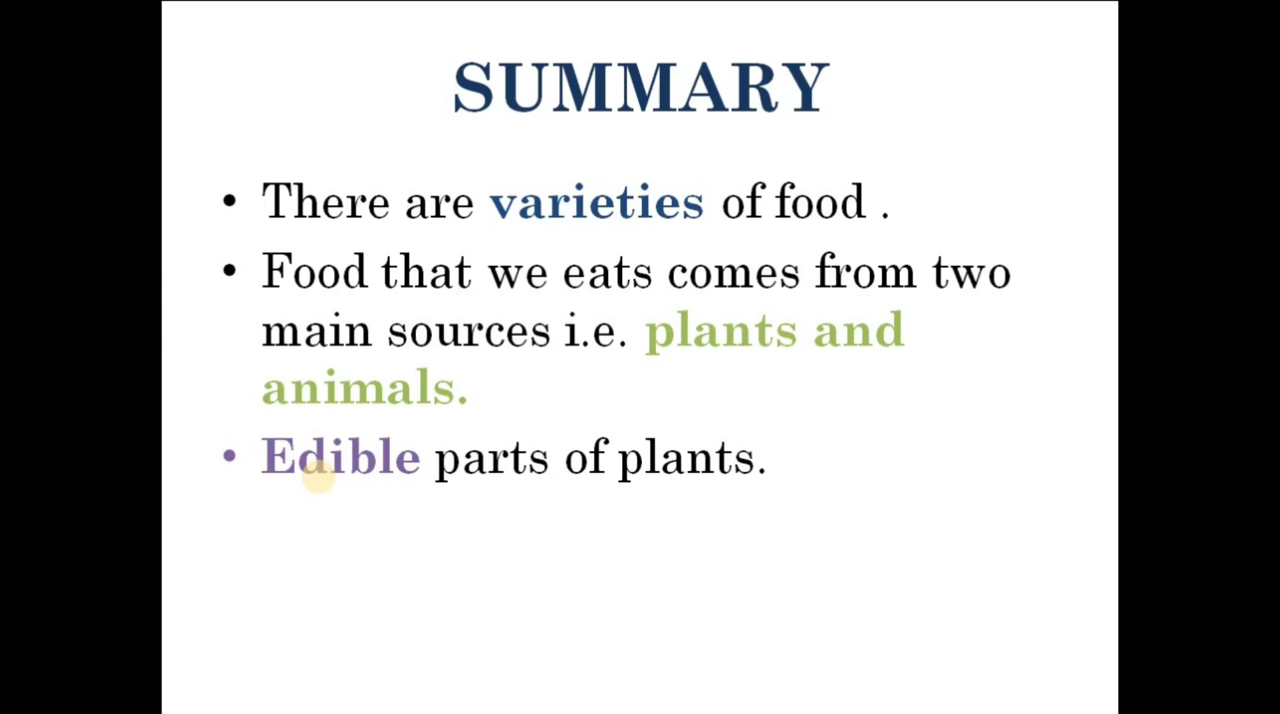 SUMMARY
• There are varieties of food .
• Food that we eats comes from two
main sources i.e. plants and
animals.
• Edible parts of plants.